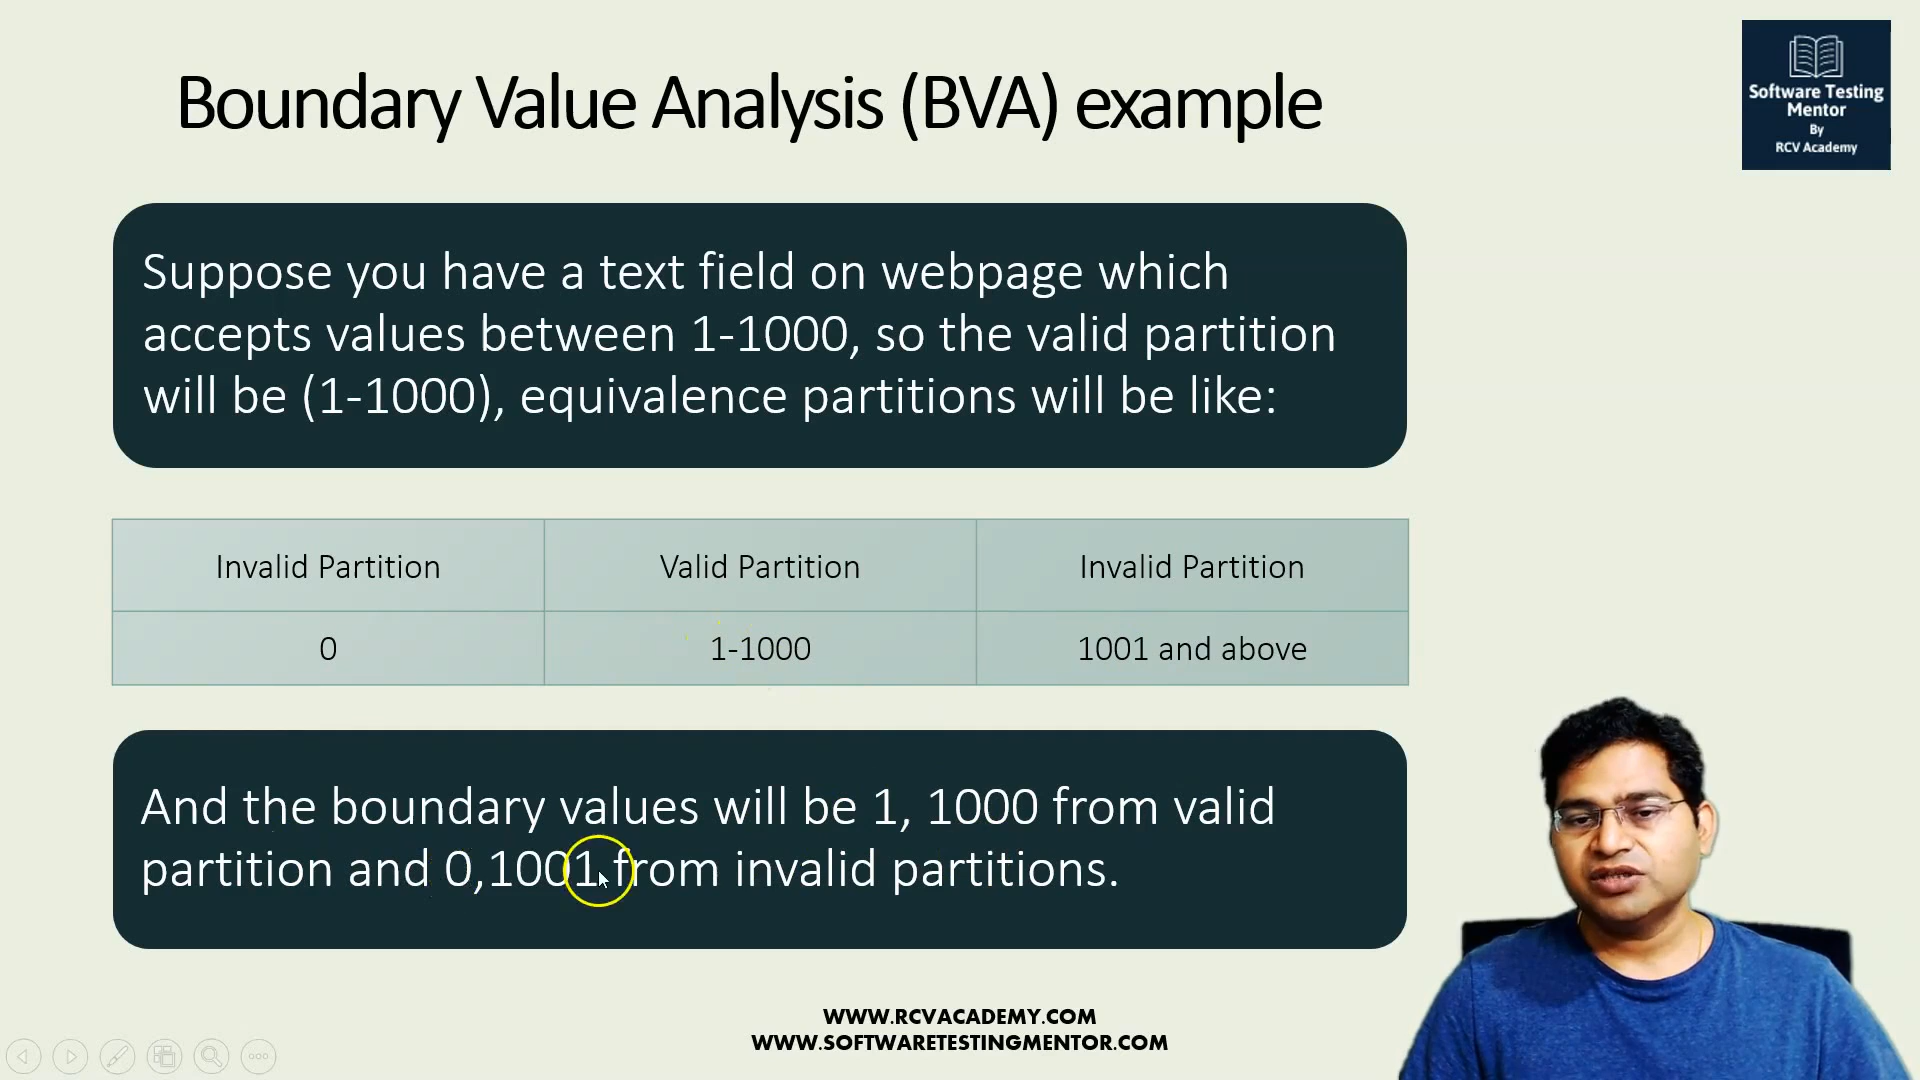 Boundary Value Analysis (BVA) example
Software Testing
Mentor
By
RCV Academy
Suppose you have a text field on webpage which
accepts values between 1-1000, so the valid partition
will be (1-1000), equivalence partitions will be like:
Invalid Partition Valid Partition Invalid Partition
0 1-1000 1001 and above
And the boundary values will be 1, 1000 from valid
partition and 0,1001 from invalid partitions.
WWW.RCVACADEMY.COM
WWW.SOFTWARETESTINGMENTOR.COM